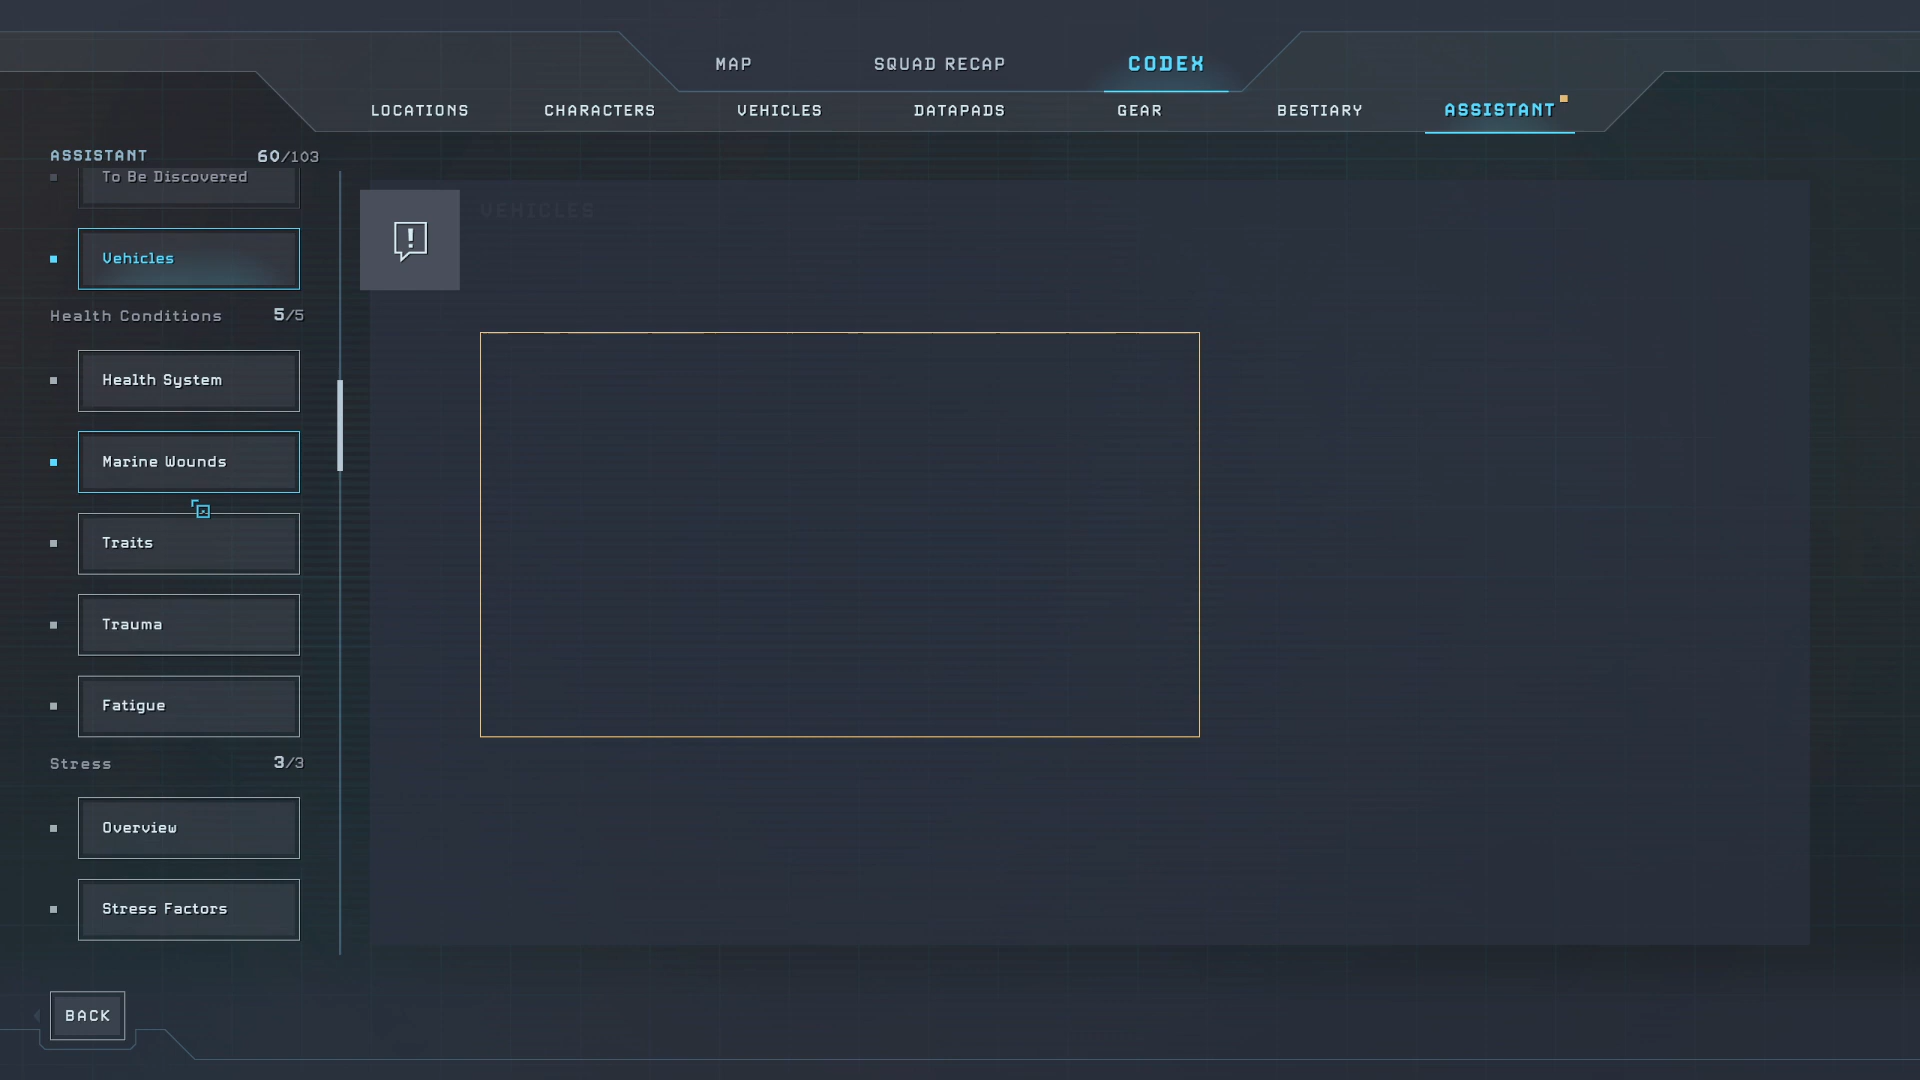 MAP
SQUAD RECAP
CODEX
LOCATIONS
CHARACTERS
VEHICLES
DATAPADS
GEAR
BESTIARY
ASSISTANT
ASSISTANT 60/103
To Be Discovered
VEHICLES
Vehicles
Health Conditions 5/5
Health System
Marine Wounds
Traits
Trauma
Fatigue
Stress 3/3
Overview
Stress Factors
BACK